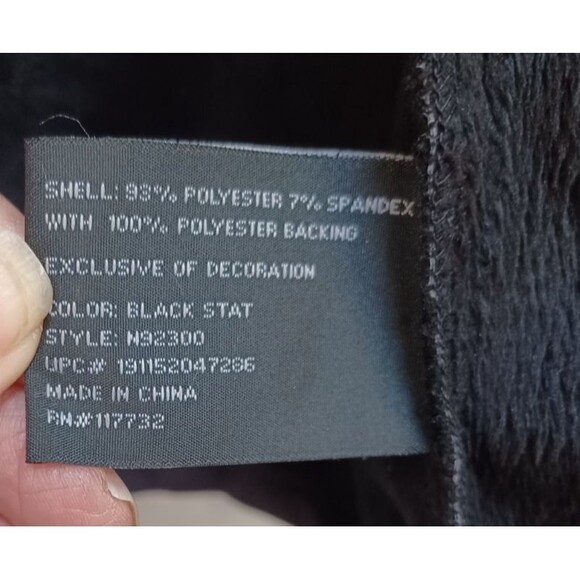 SHELL: 93% POLYESTER 7% SPANDEX
WITH 100% POLYESTER BACKING
EXCLUSIVE OF DECORATION
COLOR: BLACK STAT
STYLE: N92300
UPC# 191152047286
MADE IN CHINA
RN#117732